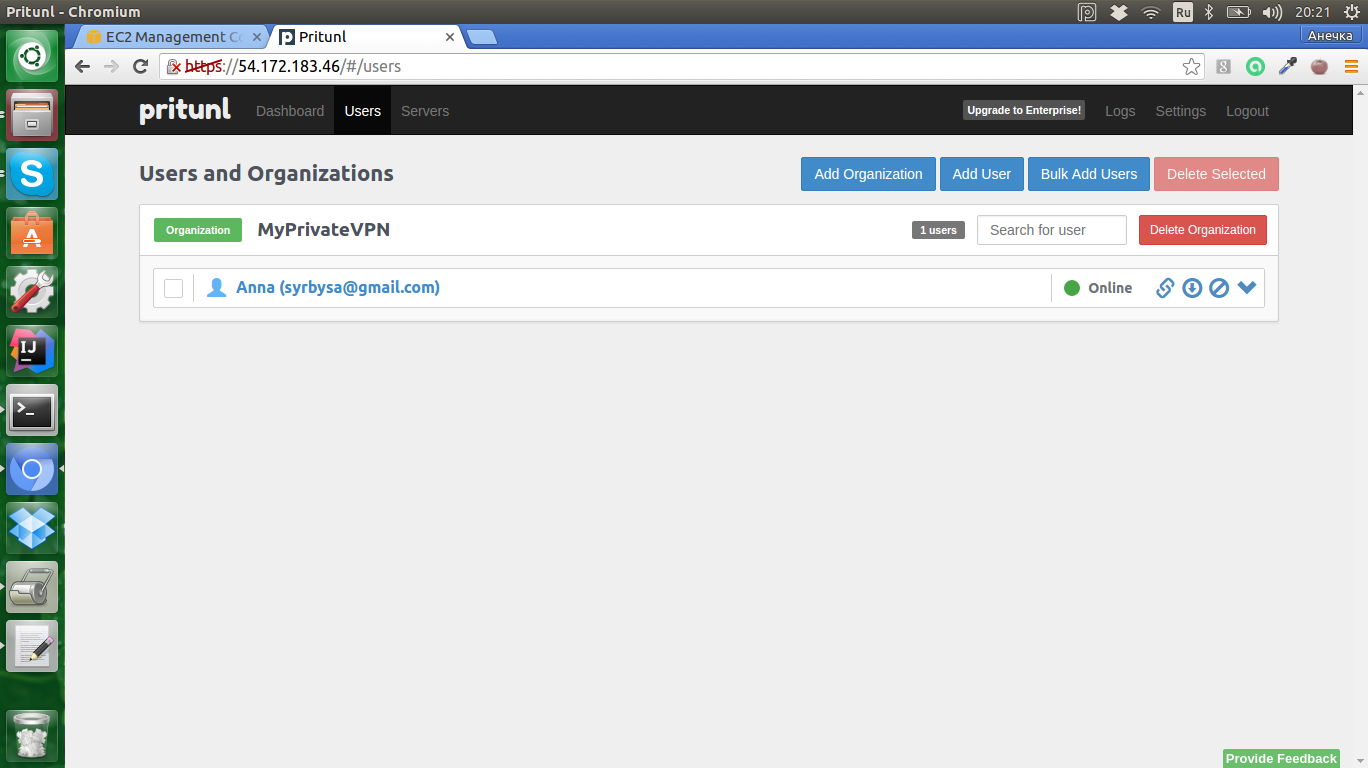 Pritunl - Chromium
Ru
20:21
EC2 Management Co
Pritunl
Анечка
https://54.172.183.46/#/users
pritunl
Dashboard
Users
Servers
Upgrade to Enterprise!
Logs
Settings
Logout
Users and Organizations
Add Organization
Add User
Bulk Add Users
Delete Selected
Organization
MyPrivateVPN
1 users
Search for user
Delete Organization
Anna (syrbysa@gmail.com)
Online
IJ
Provide Feedback